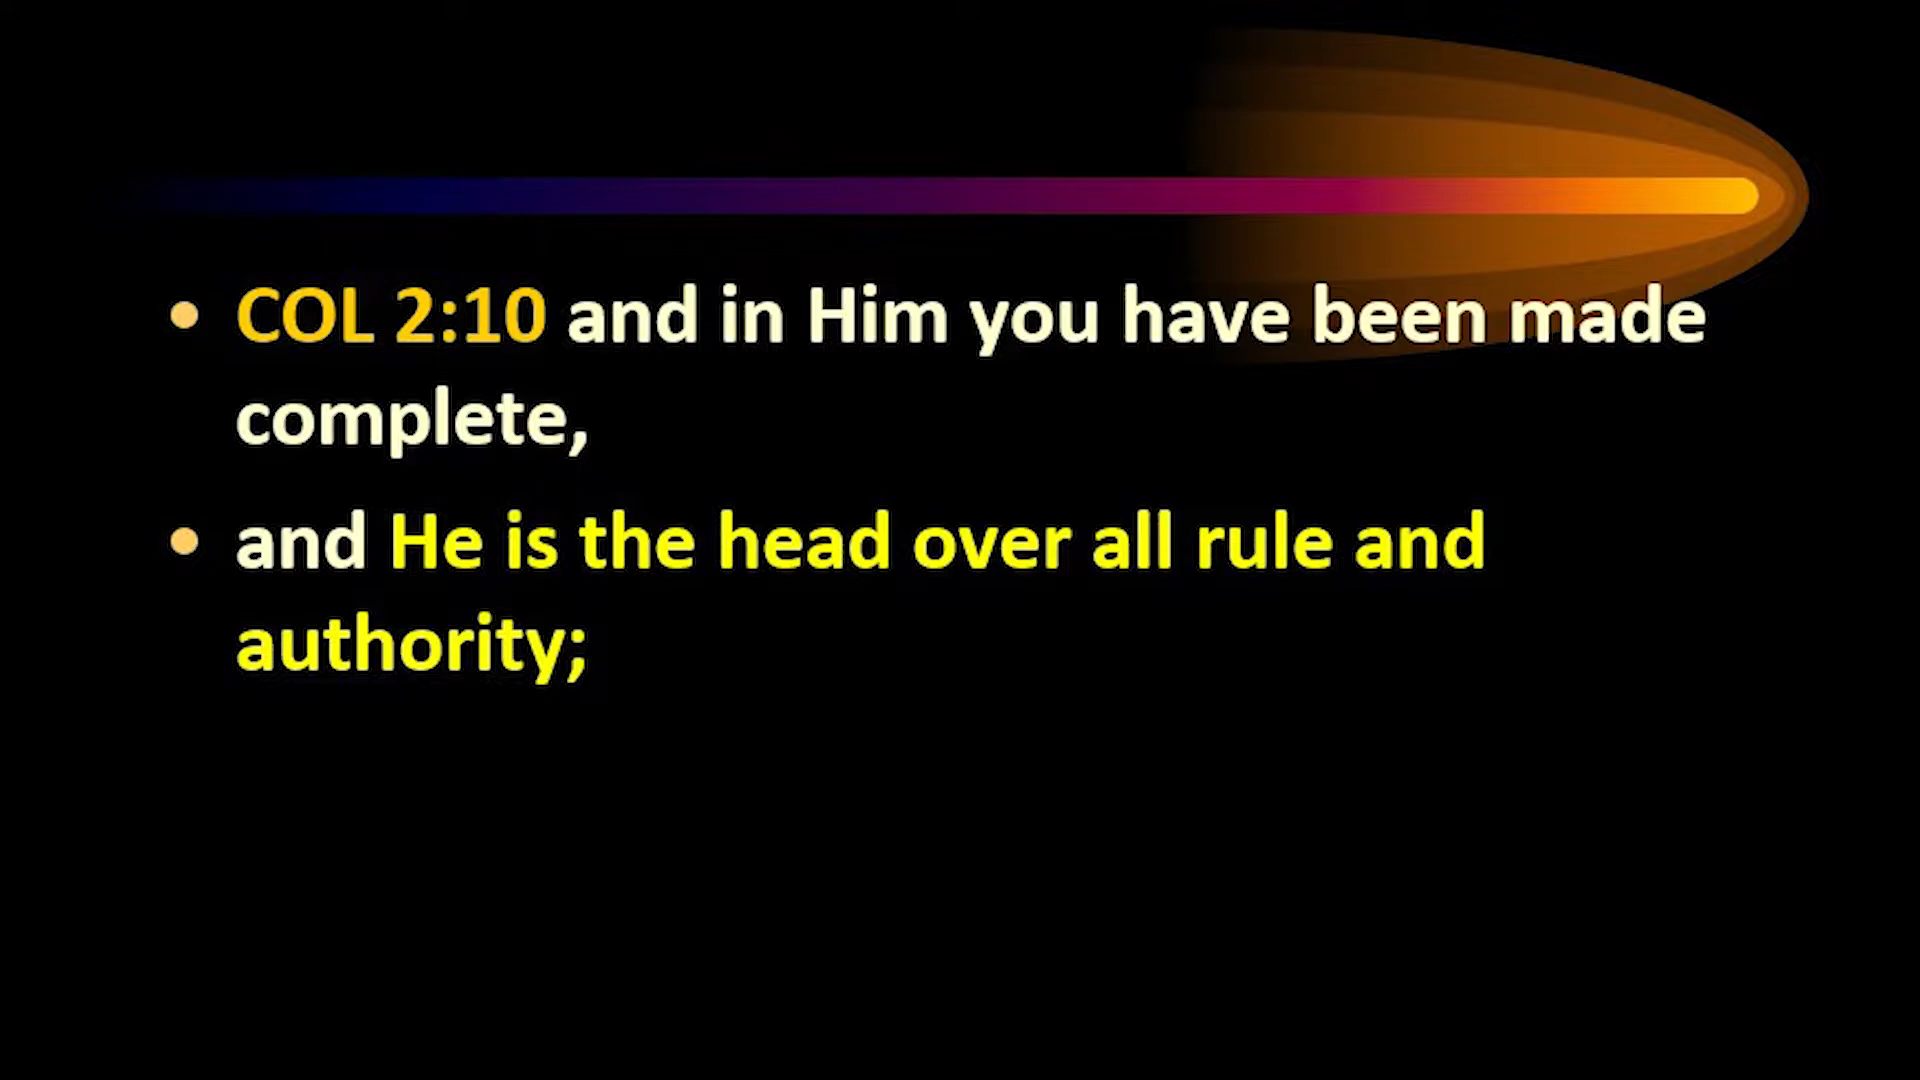 • COL 2:10 and in Him you have been made
complete,
• and He is the head over all rule and
authority;